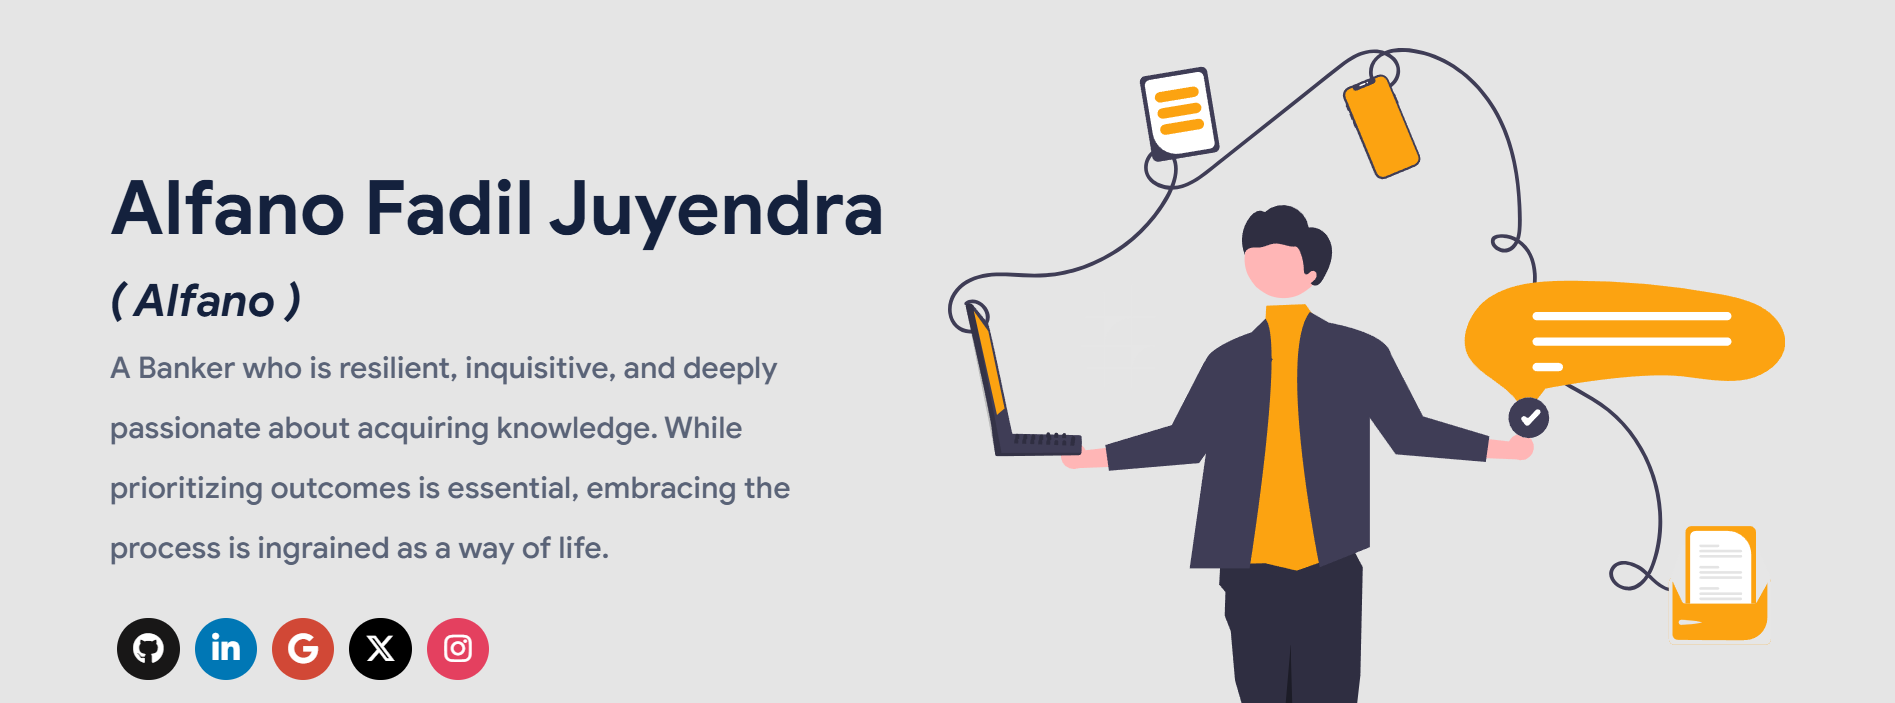 Alfano Fadil Juyendra
( Alfano )
A Banker who is resilient, inquisitive, and deeply
passionate about acquiring knowledge. While
prioritizing outcomes is essential, embracing the
process is ingrained as a way of life.
in
G
X